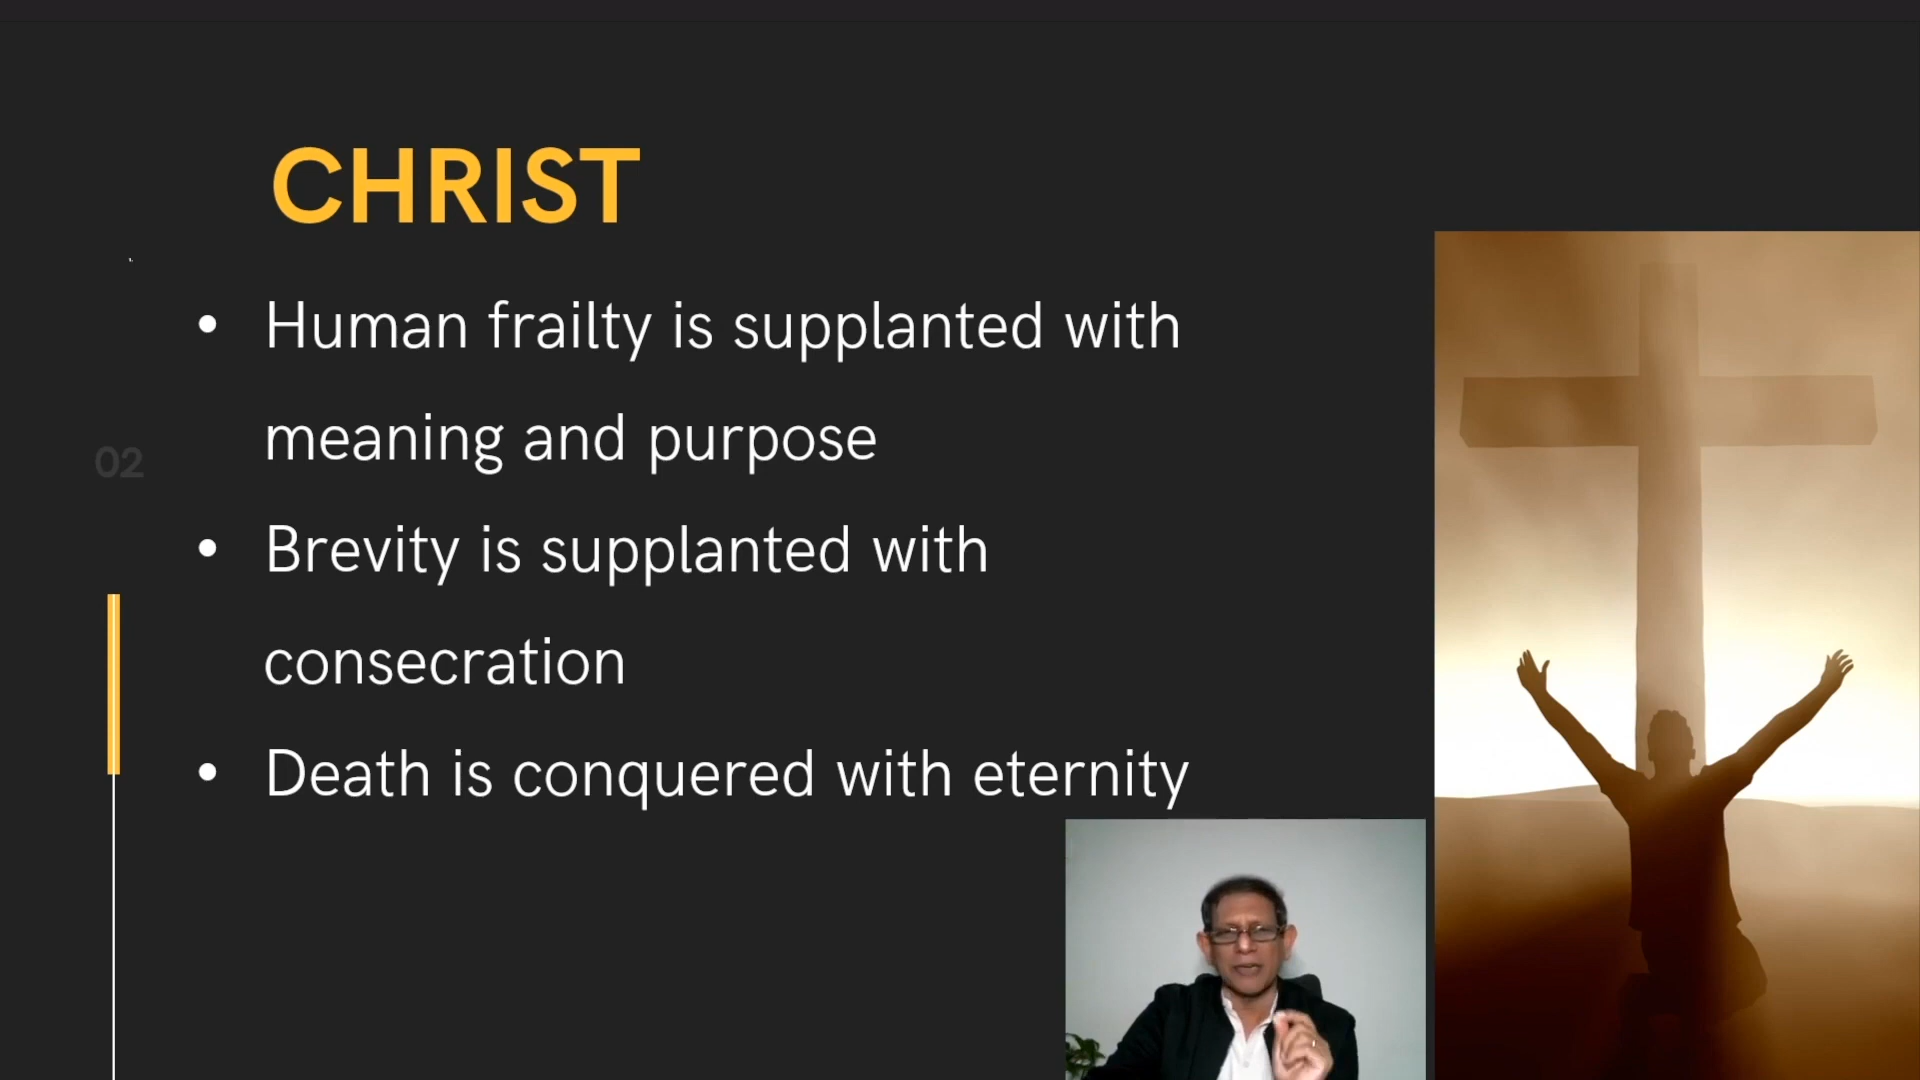 CHRIST
• Human frailty is supplanted with
meaning and purpose
02
• Brevity is supplanted with
consecration
• Death is conquered with eternity